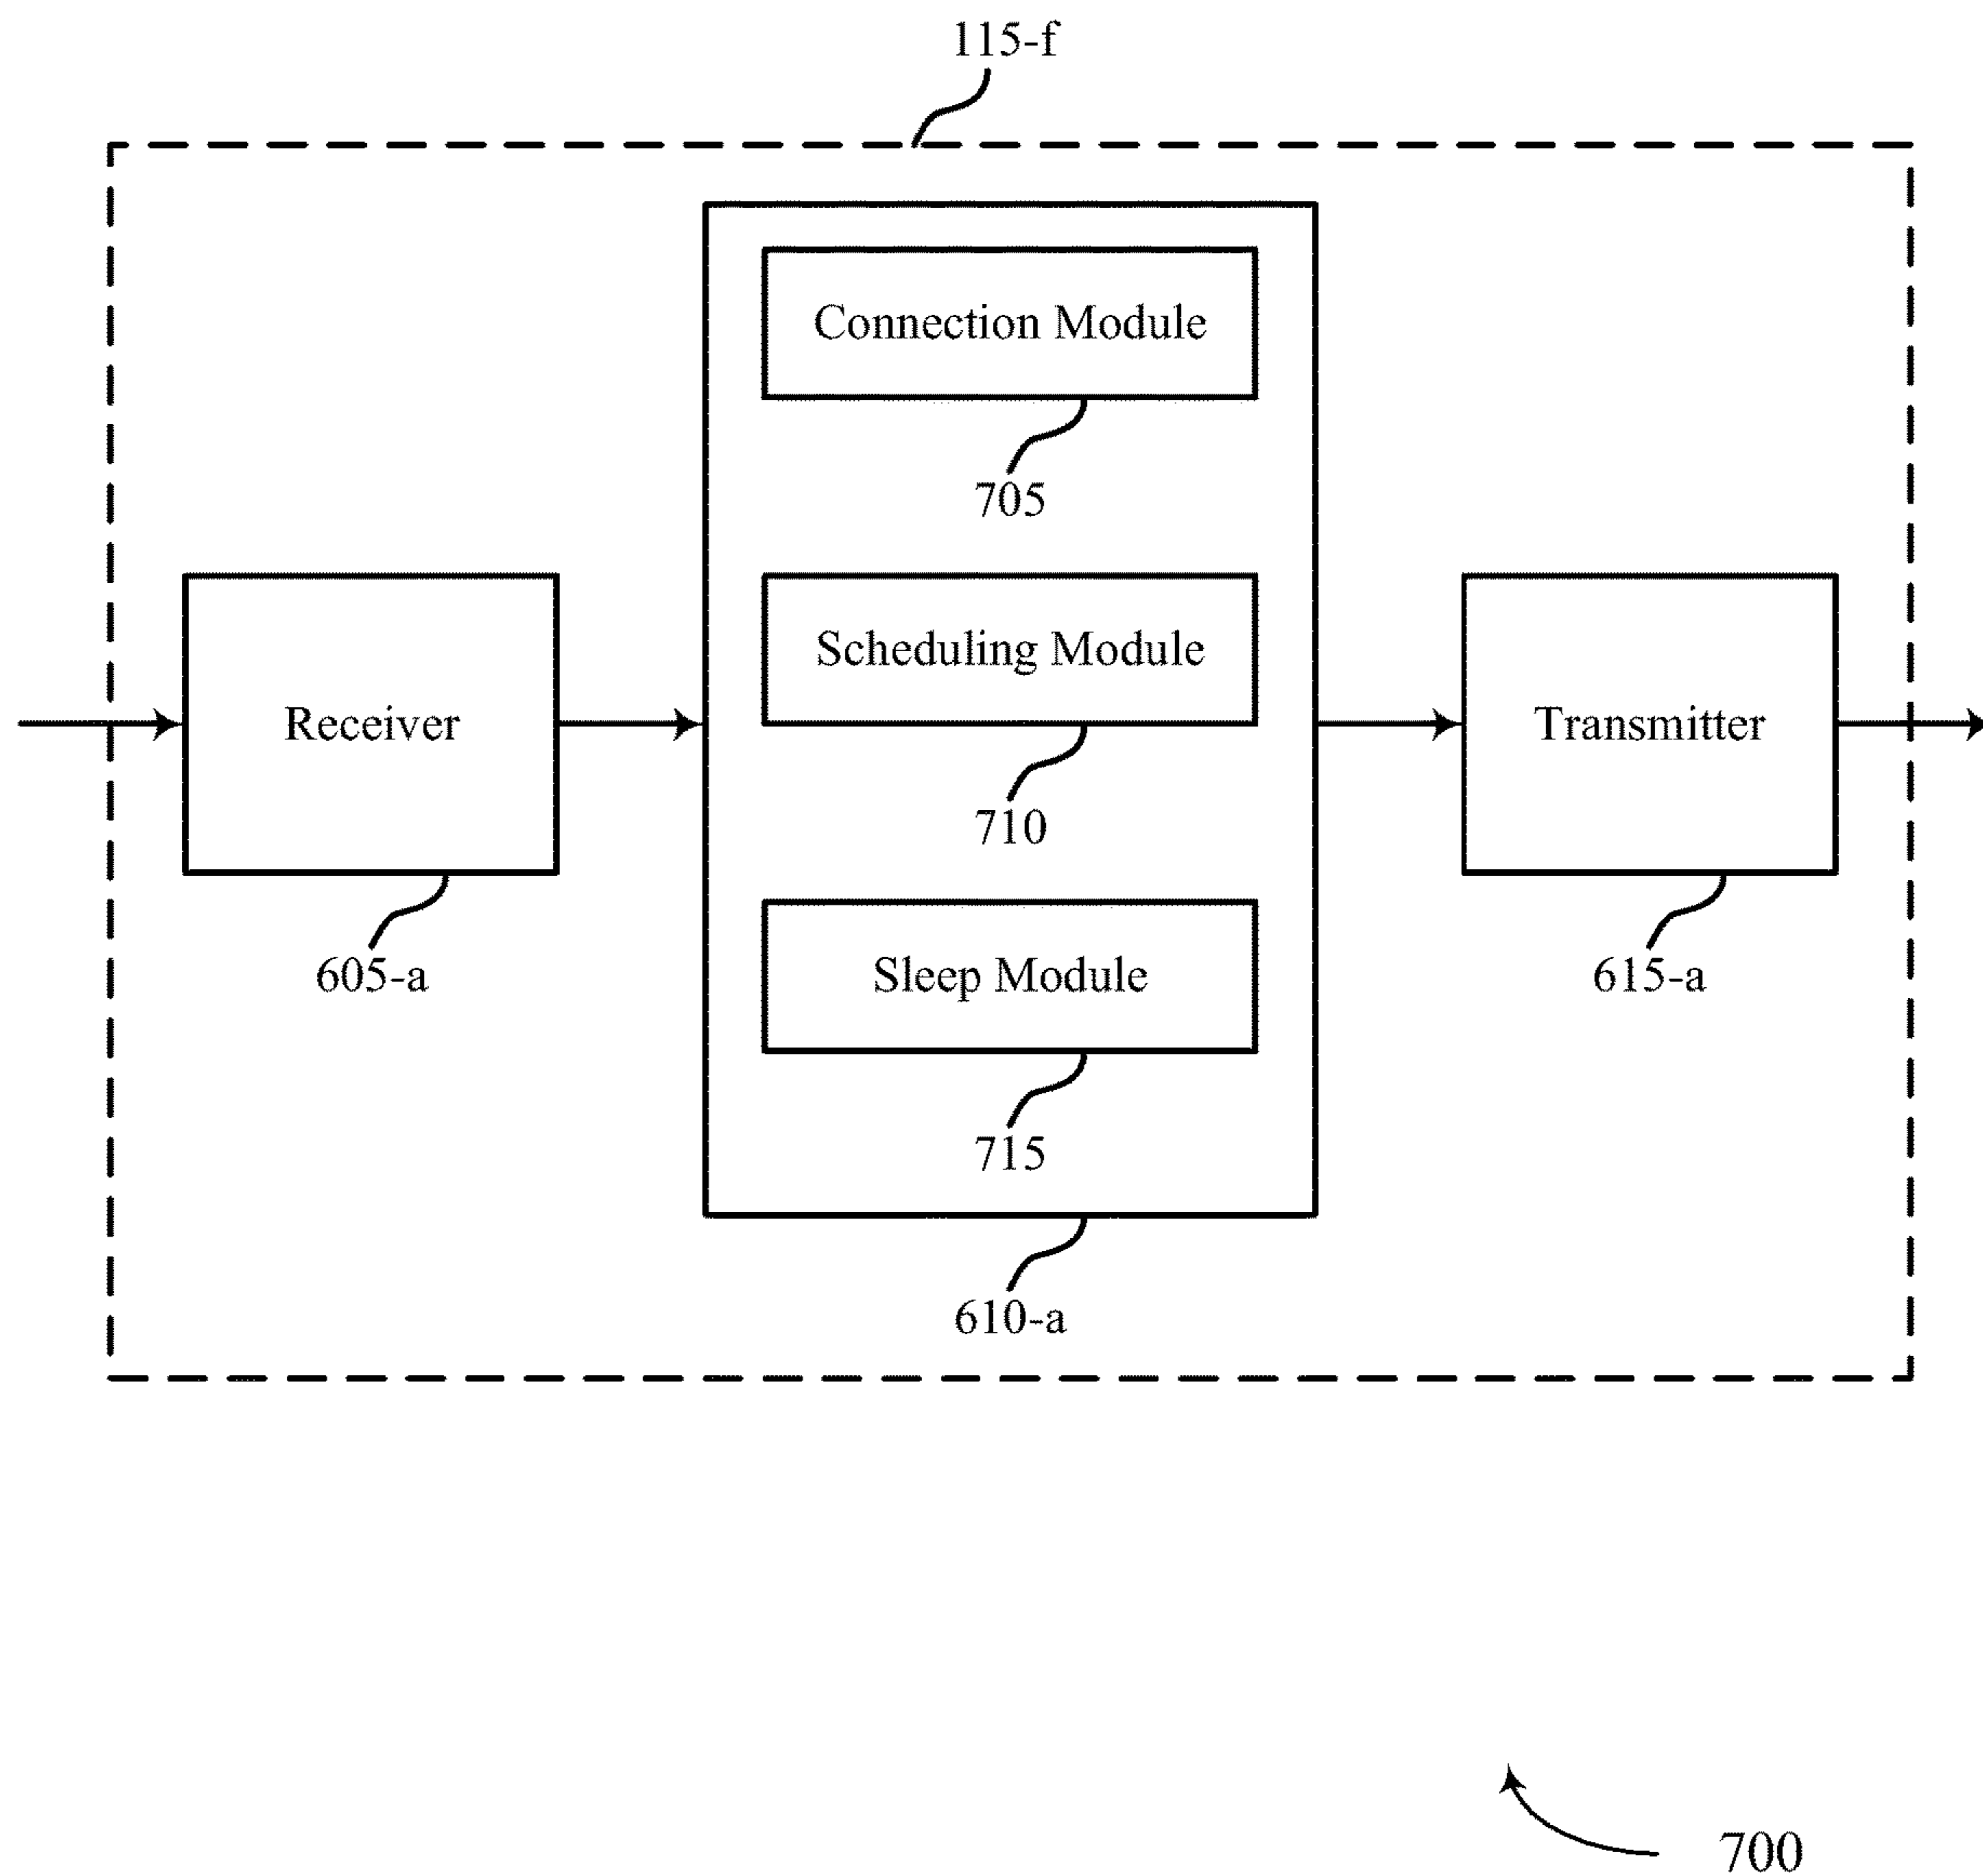 115-f
Connection Module
705
Receiver
605-a
Scheduling Module
710
Transmitter
615-a
Sleep Module
715
610-a
700